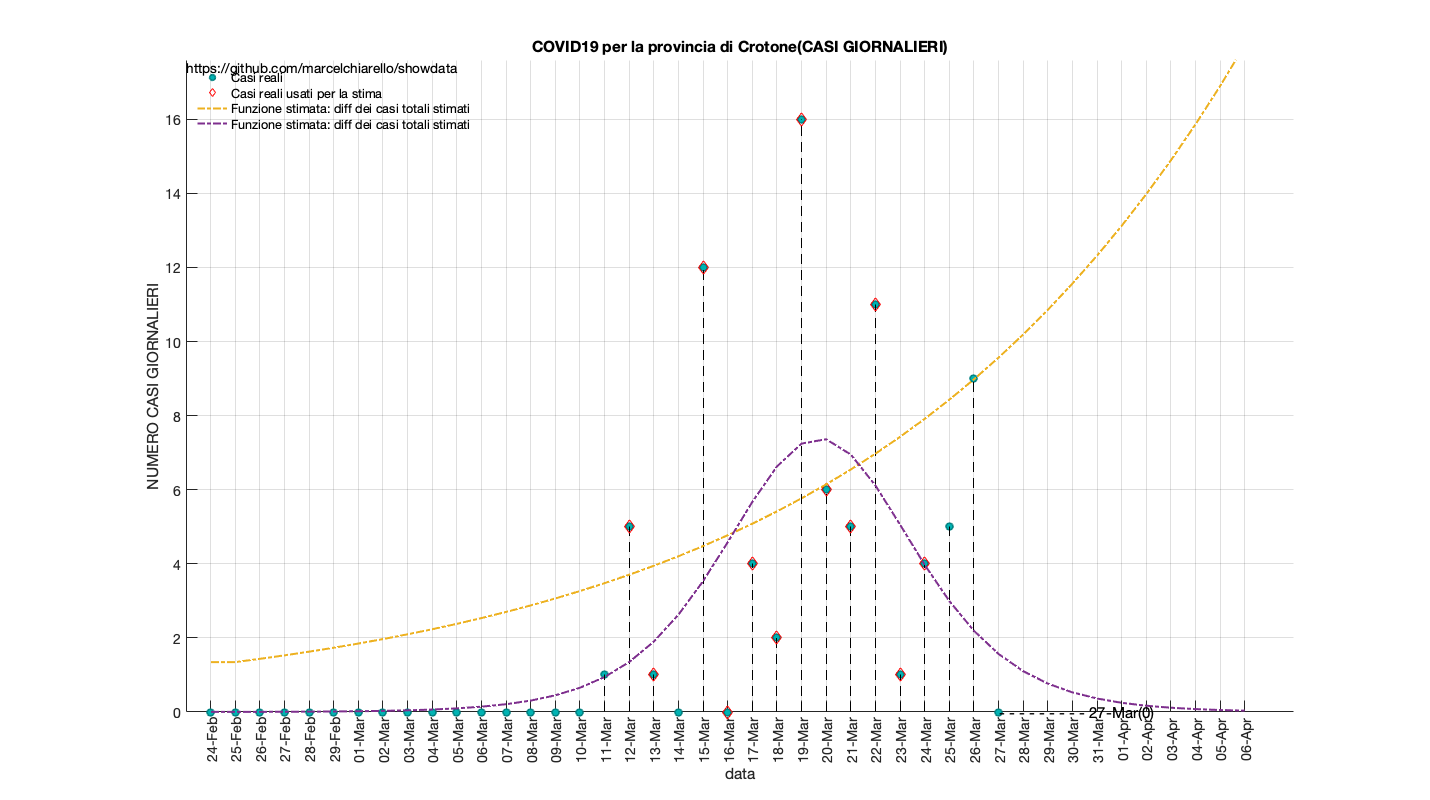 COVID19 per la provincia di Crotone(CASI GIORNALIERI)
https://github.com/marcelchiarello/showdata
Casi reali
Casi reali usati per la stima
Funzione stimata: diff dei casi totali stimati
Funzione stimata: diff dei casi totali stimati
NUMERO CASI GIORNALIERI
16
14
12
10
8
6
4
2
0
27-Mar(0)
24-Feb
25-Feb
26-Feb
27-Feb
28-Feb
29-Feb
01-Mar
02-Mar
03-Mar
04-Mar
05-Mar
06-Mar
07-Mar
08-Mar
09-Mar
10-Mar
11-Mar
12-Mar
13-Mar
14-Mar
15-Mar
16-Mar
17-Mar
18-Mar
19-Mar
20-Mar
21-Mar
22-Mar
23-Mar
24-Mar
25-Mar
26-Mar
27-Mar
28-Mar
29-Mar
30-Mar
31-Mar
01-Apr
02-Apr
03-Apr
04-Apr
05-Apr
06-Apr
data